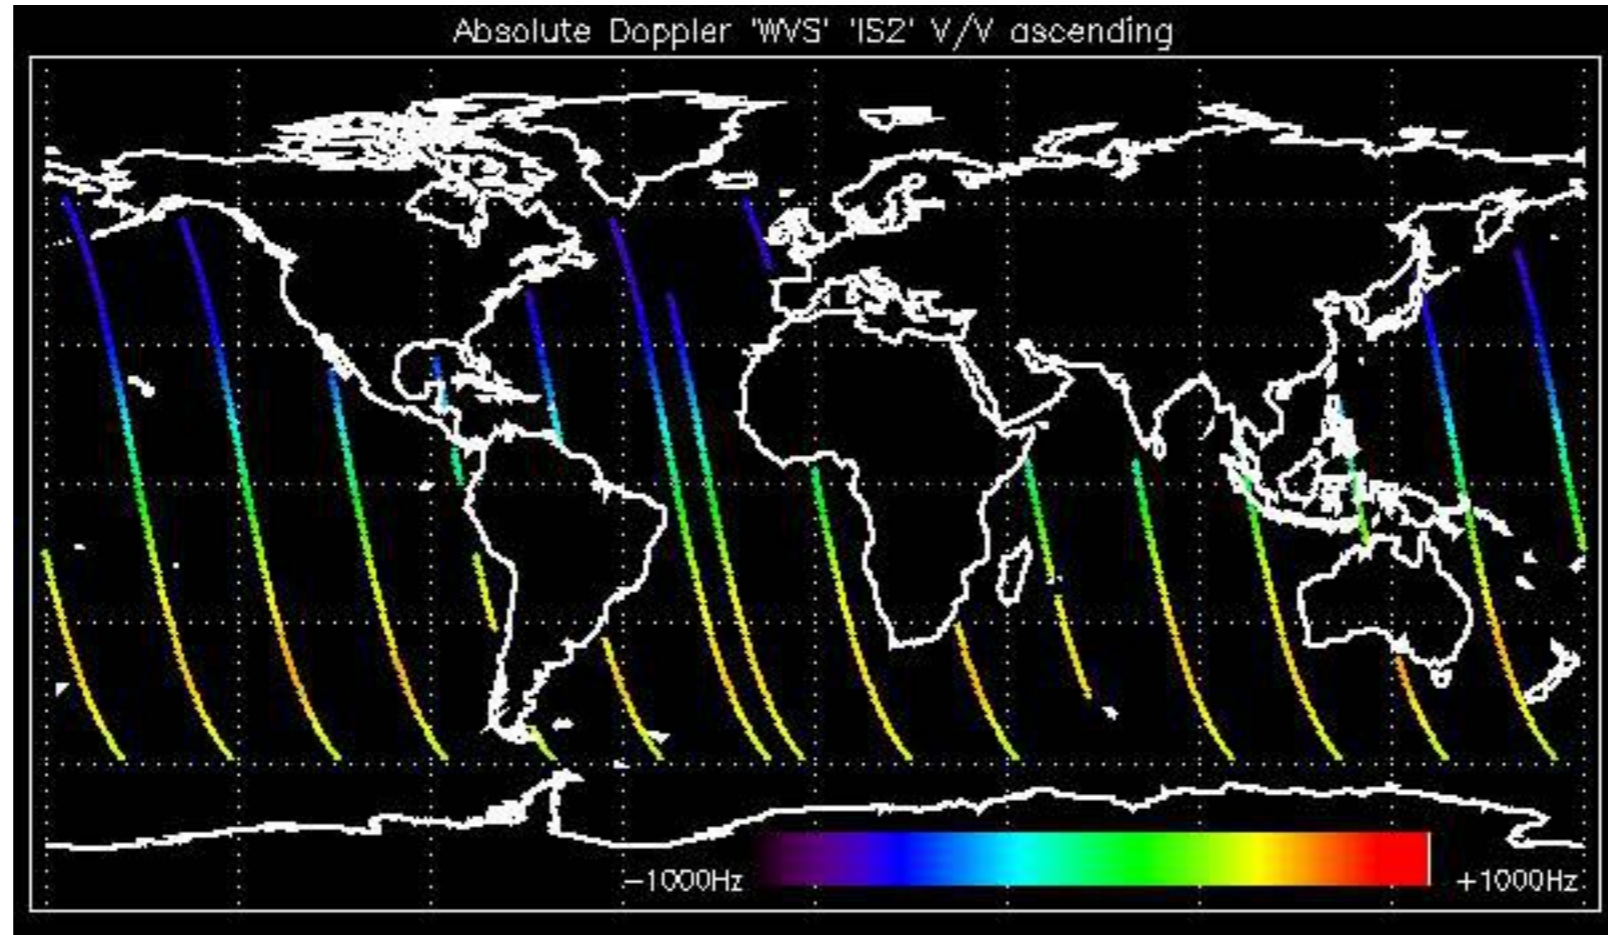 Absolute Doppler 'WVS' 'IS2' V/V ascending
−1000Hz +1000Hz